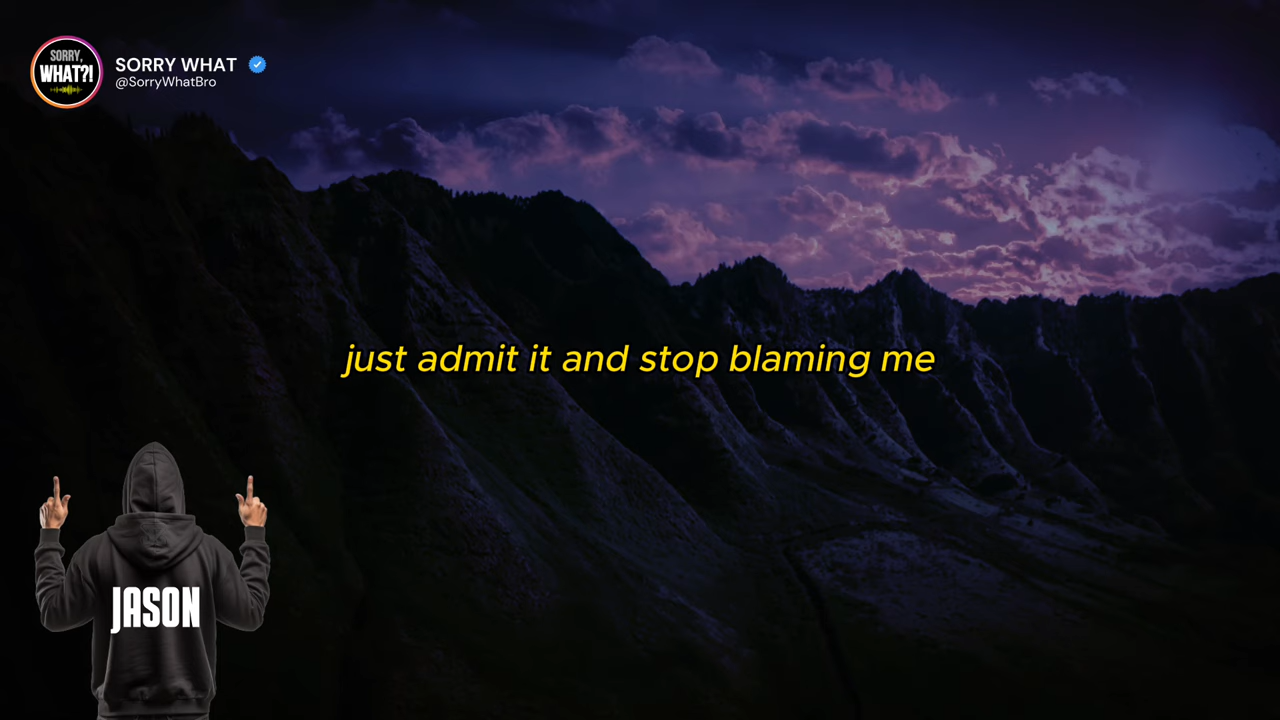 SORRY,
WHAT?!
SORRY WHAT
@SorryWhatBro
just admit it and stop blaming me
JASON